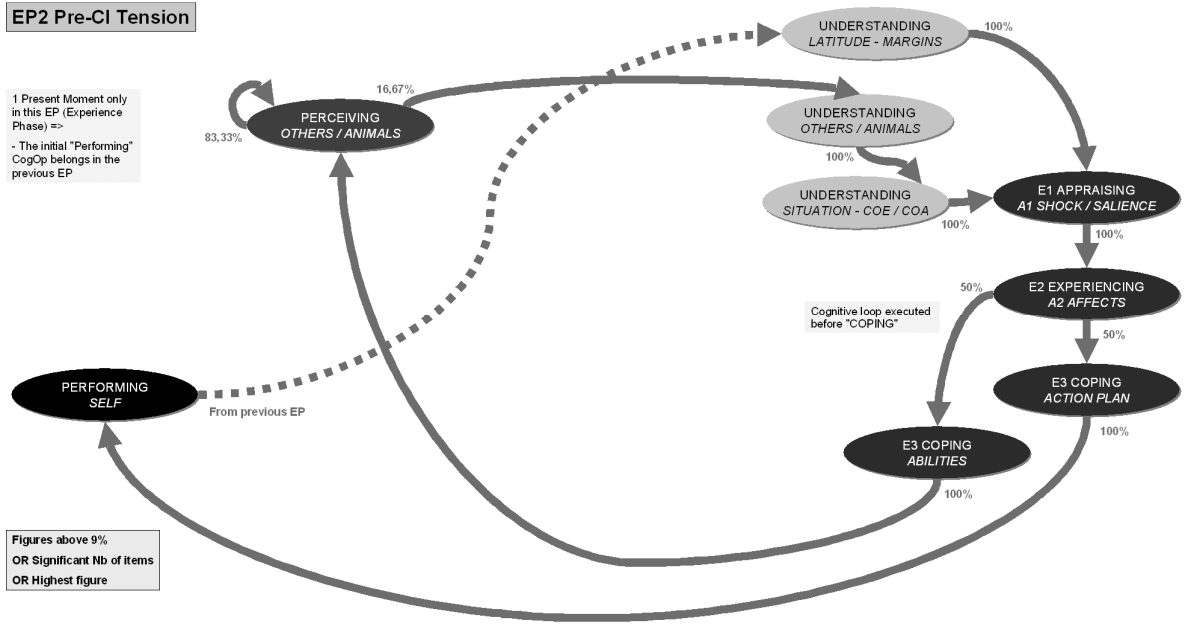 EP2 Pre-CI Tension
UNDERSTANDING
LATITUDE - MARGINS
100%
1 Present Moment only
in this EP (Experience
Phase) =>
- The initial "Performing"
CogOp belongs in the
previous EP
83,33%
PERCEIVING
OTHERS / ANIMALS
16,67%
UNDERSTANDING
OTHERS / ANIMALS
100%
UNDERSTANDING
SITUATION - COE / COA
100%
E1 APPRAISING
A1 SHOCK / SALIENCE
100%
E2 EXPERIENCING
A2 AFFECTS
50%
50%
Cognitive loop executed
before "COPING"
E3 COPING
ACTION PLAN
100%
E3 COPING
ABILITIES
100%
PERFORMING
SELF
From previous EP
Figures above 9%
OR Significant Nb of items
OR Highest figure